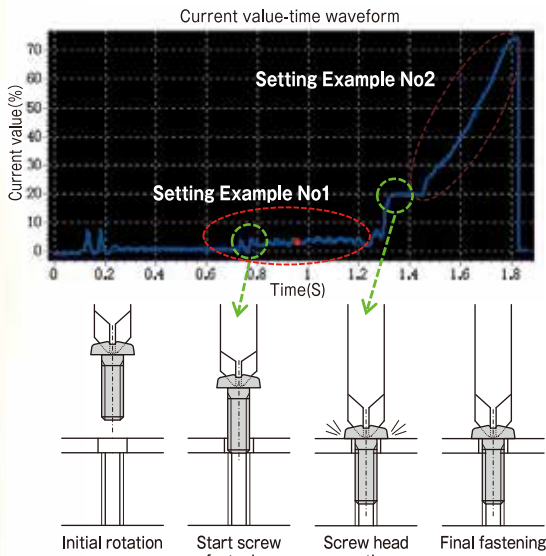 Current value-time waveform
Current value(%)
70
60
50
40
30
20
10
0
Setting Example No2
Setting Example No1
0 0.2 0.4 0.6 0.8 1 1.2 1.4 1.6 1.8
Time(S)
Initial rotation
Start screw
Screw head
Final fastening